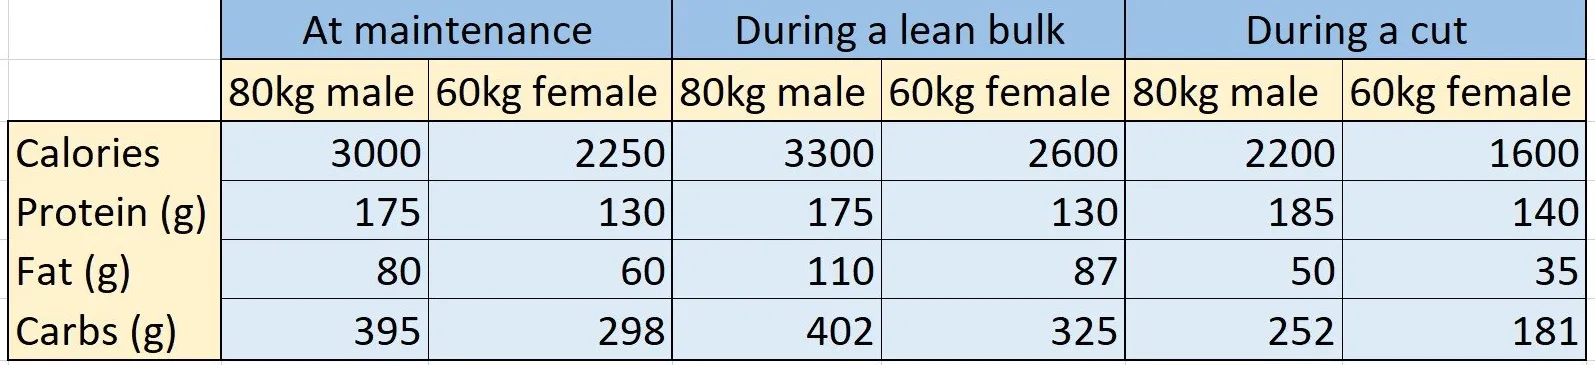 At maintenance During a lean bulk During a cut
80kg male 60kg female 80kg male 60kg female 80kg male 60kg female
Calories 3000 2250 3300 2600 2200 1600
Protein (g) 175 130 175 130 185 140
Fat (g) 80 60 110 87 50 35
Carbs (g) 395 298 402 325 252 181